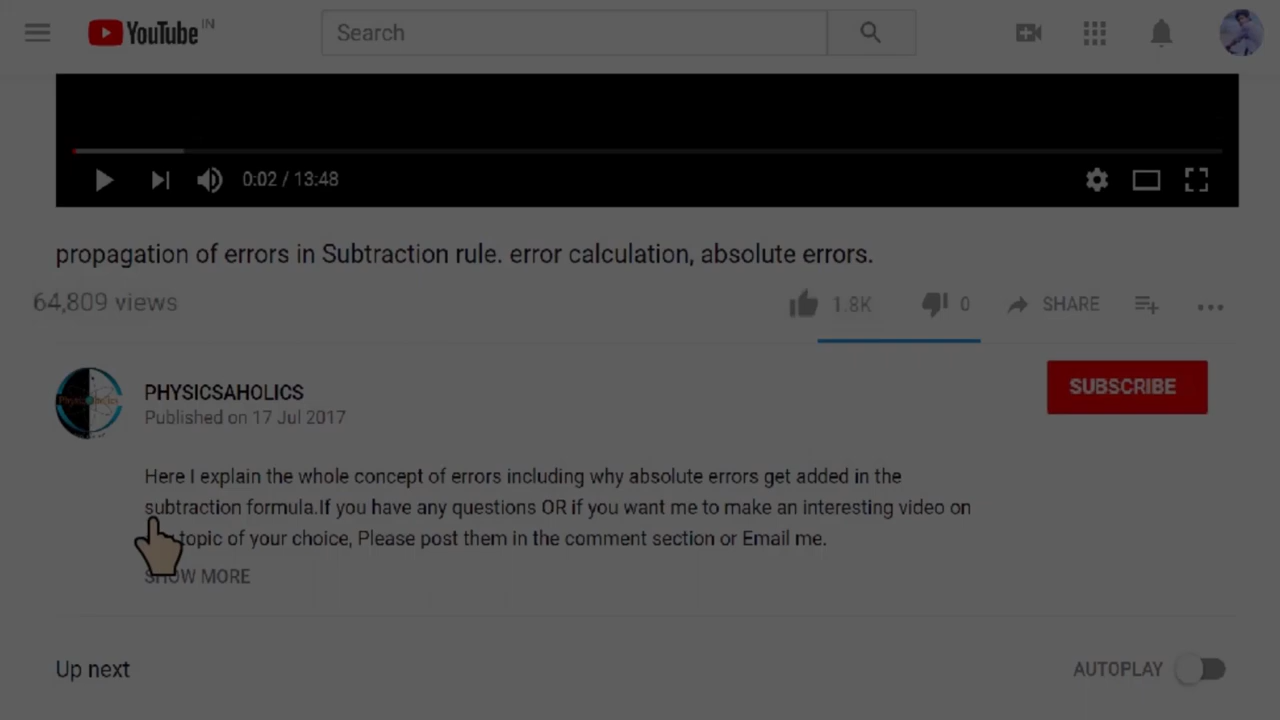 YouTube IN
Search
0:02 / 13:48
propagation of errors in Subtraction rule. error calculation, absolute errors.
64,809 views
1.8K
0
SHARE
PHYSICSAHOLICS
SUBSCRIBE
Published on 17 Jul 2017
Here I explain the whole concept of errors including why absolute errors get added in the
subtraction formula.If you have any questions OR if you want me to make an interesting video on
topic of your choice, Please post them in the comment section or Email me.
SHOW MORE
Up next
AUTOPLAY